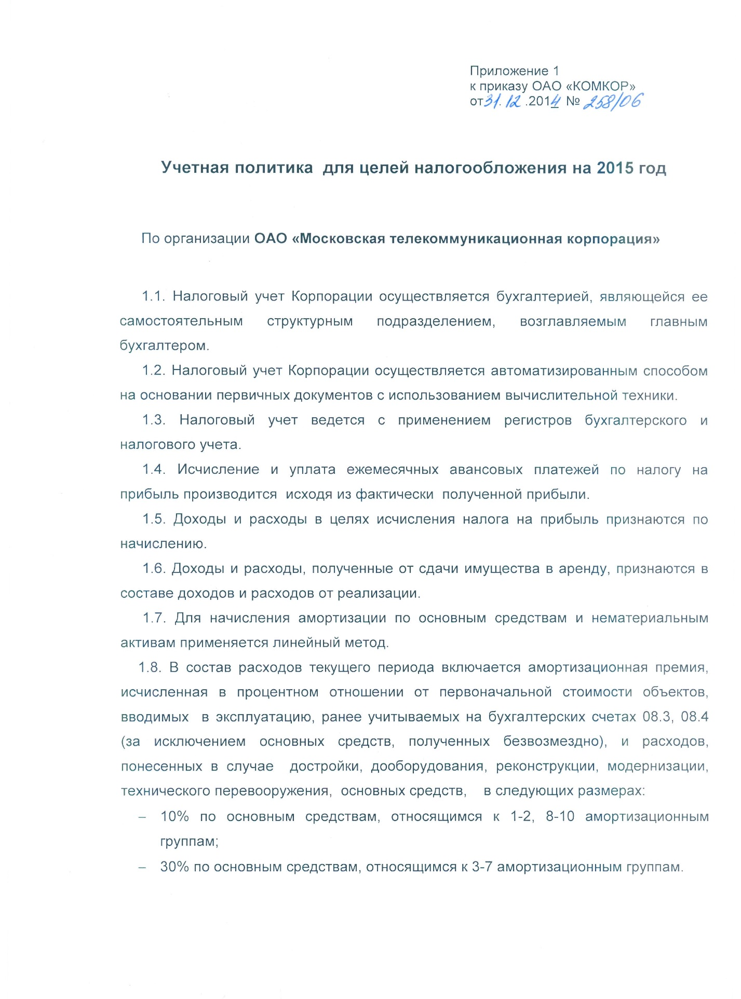 Приложение 1
к приказу ОАО «КОМКОР»
от 31.12.2014 № 258/06
Учетная политика для целей налогообложения на 2015 год
По организации ОАО «Московская телекоммуникационная корпорация»
1.1. Налоговый учет Корпорации осуществляется бухгалтерией, являющейся ее
самостоятельным структурным подразделением, возглавляемым главным
бухгалтером.
1.2. Налоговый учет Корпорации осуществляется автоматизированным способом
на основании первичных документов с использованием вычислительной техники.
1.3. Налоговый учет ведется с применением регистров бухгалтерского и
налогового учета.
1.4. Исчисление и уплата ежемесячных авансовых платежей по налогу на
прибыль производится исходя из фактически полученной прибыли.
1.5. Доходы и расходы в целях исчисления налога на прибыль признаются по
начислению.
1.6. Доходы и расходы, полученные от сдачи имущества в аренду, признаются в
составе доходов и расходов от реализации.
1.7. Для начисления амортизации по основным средствам и нематериальным
активам применяется линейный метод.
1.8. В состав расходов текущего периода включается амортизационная премия,
исчисленная в процентном отношении от первоначальной стоимости объектов,
вводимых в эксплуатацию, ранее учитываемых на бухгалтерских счетах 08.3, 08.4
(за исключением основных средств, полученных безвозмездно), и расходов,
понесенных в случае достройки, дооборудования, реконструкции, модернизации,
технического перевооружения, основных средств, в следующих размерах:
– 10% по основным средствам, относящимся к 1-2, 8-10 амортизационным
группам;
– 30% по основным средствам, относящимся к 3-7 амортизационным группам.